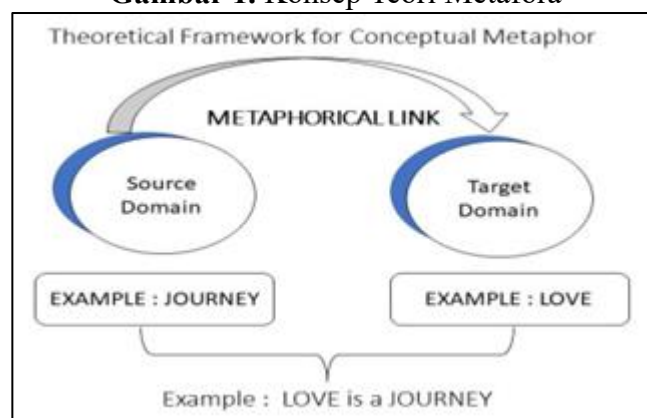 Gambar 1. Konsep Teori Metafora
Theoretical Framework for Conceptual Metaphor
METAPHORICAL LINK
Source
Domain
Target
Domain
EXAMPLE : JOURNEY
EXAMPLE : LOVE
Example : LOVE is a JOURNEY